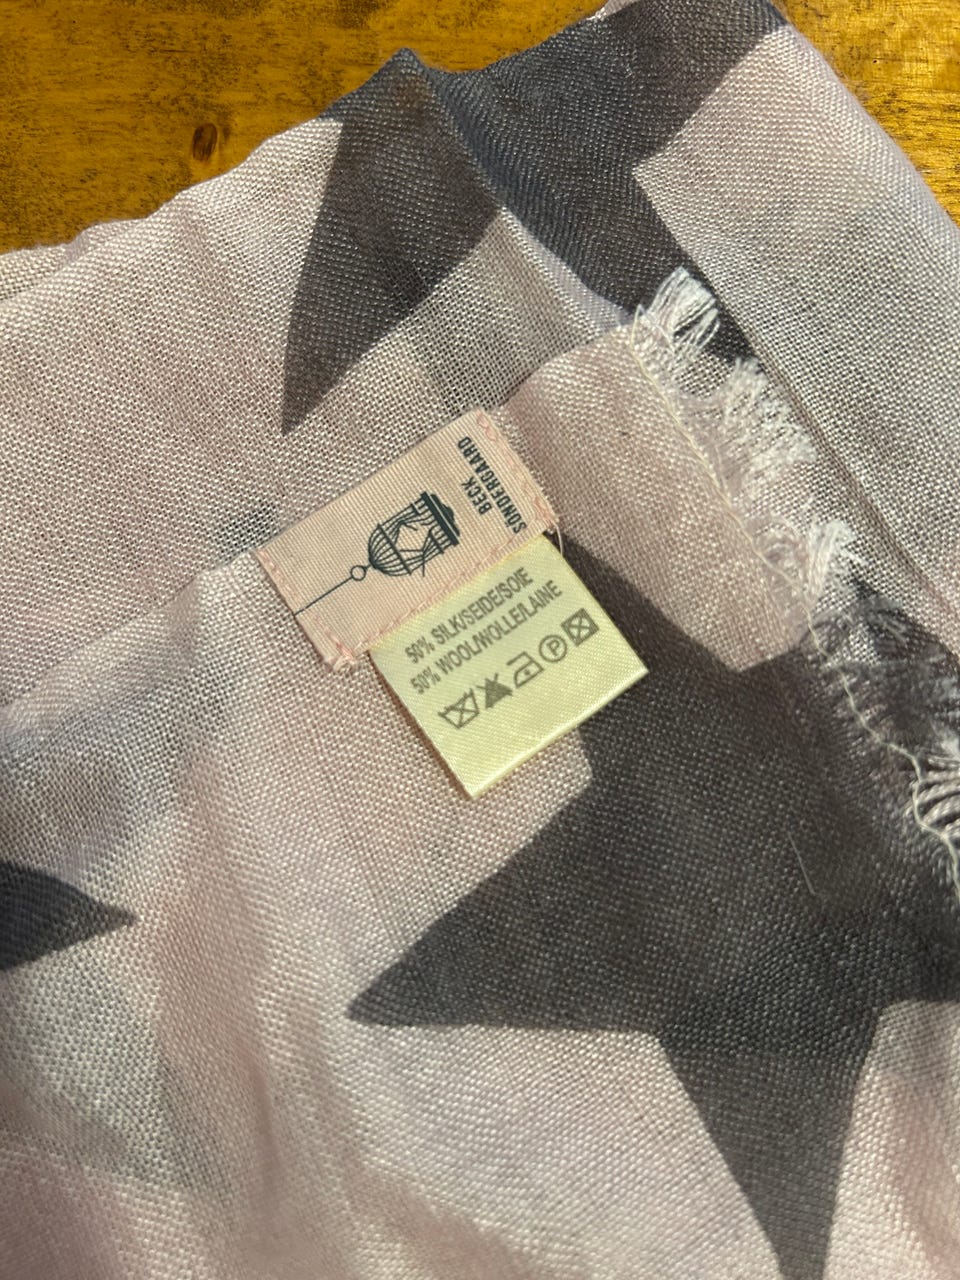 BECK
SÖNDERGAARD
50% SILK/SEIDE/SOIE
50% WOOL/WOLLE/LAINE
P